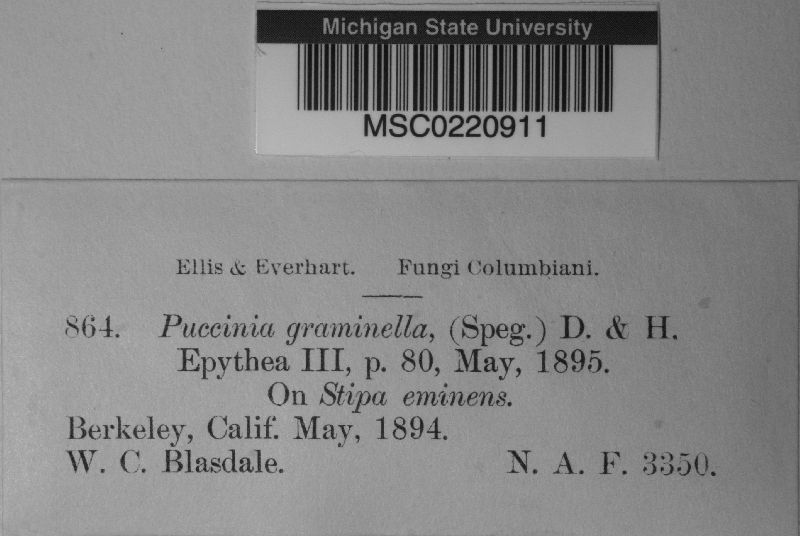 Michigan State University
MSC0220911
Ellis & Everhart. Fungi Columbiani.
864. Puccinia graminella, (Speg.) D. & H.
Epythea III, p. 80, May, 1895.
On Stipa eminens.
Berkeley, Calif. May, 1894.
W. C. Blasdale. N. A. F. 3350.